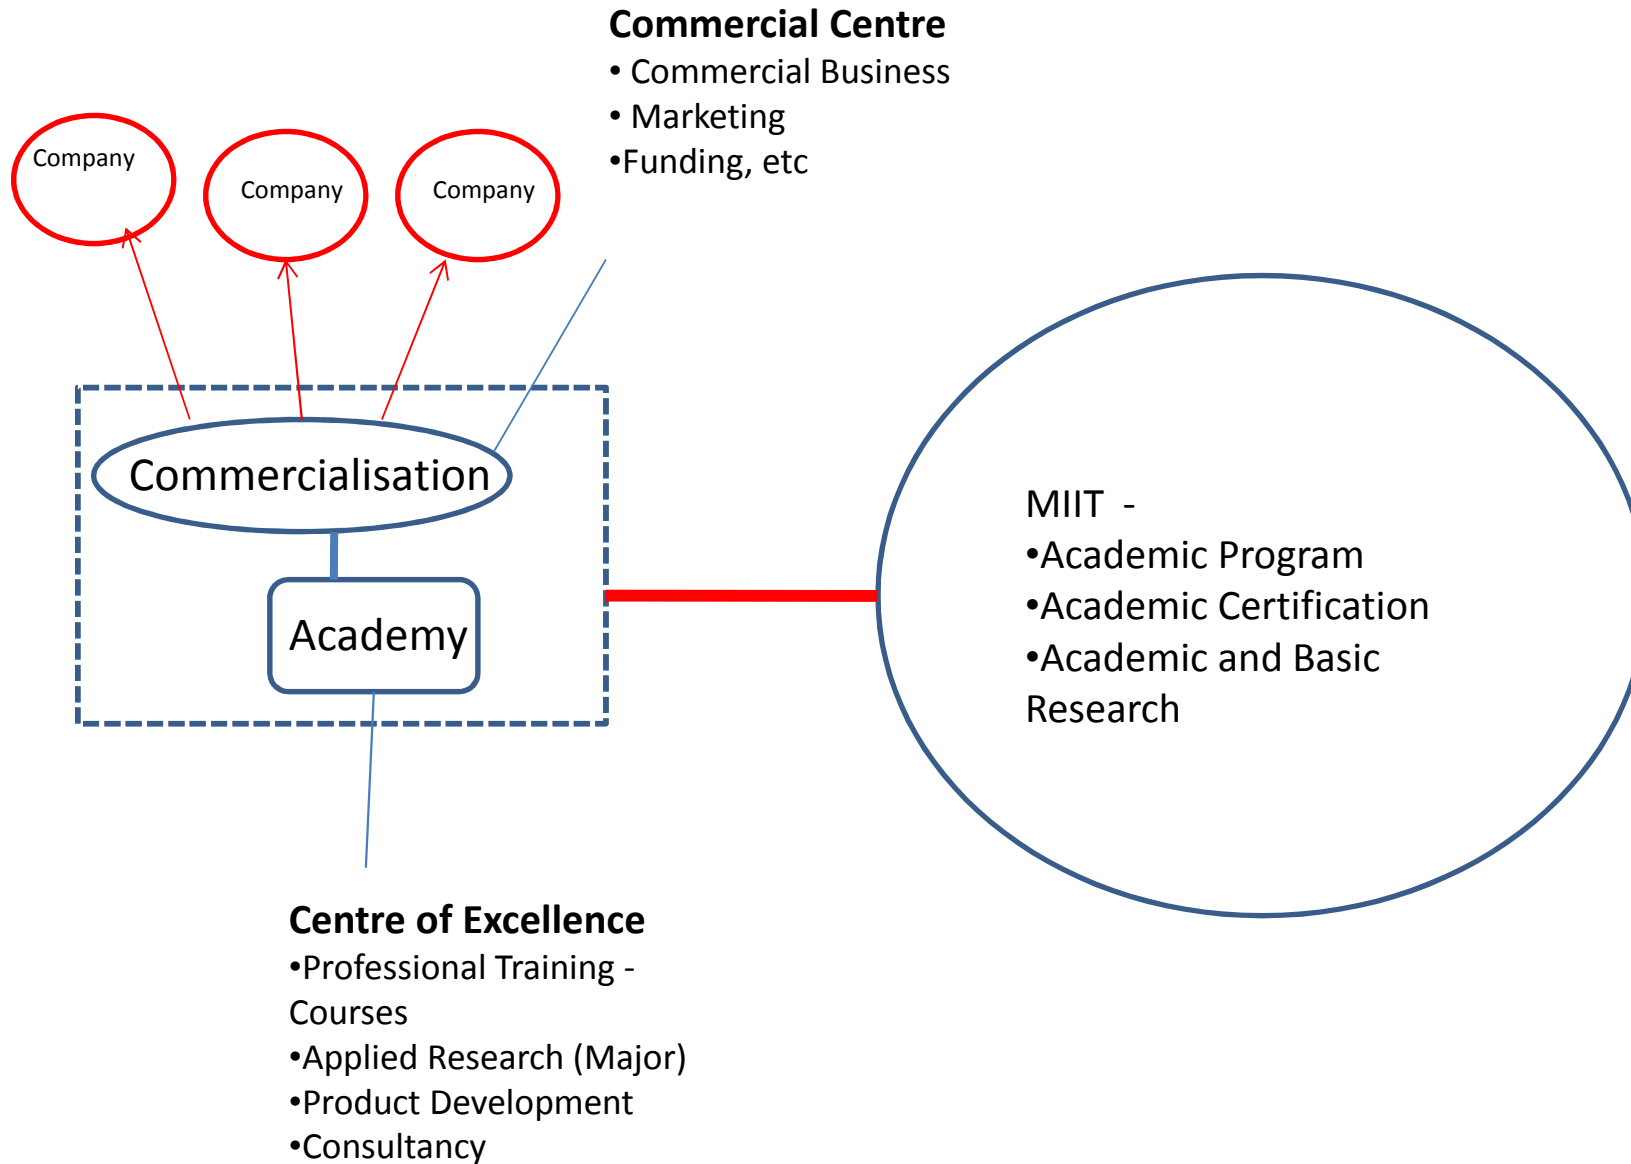 Commercial Centre
• Commercial Business
• Marketing
•Funding, etc
Company
Company
Company
Commercialisation
Academy
MIIT -
•Academic Program
•Academic Certification
•Academic and Basic
Research
Centre of Excellence
•Professional Training -
Courses
•Applied Research (Major)
•Product Development
•Consultancy